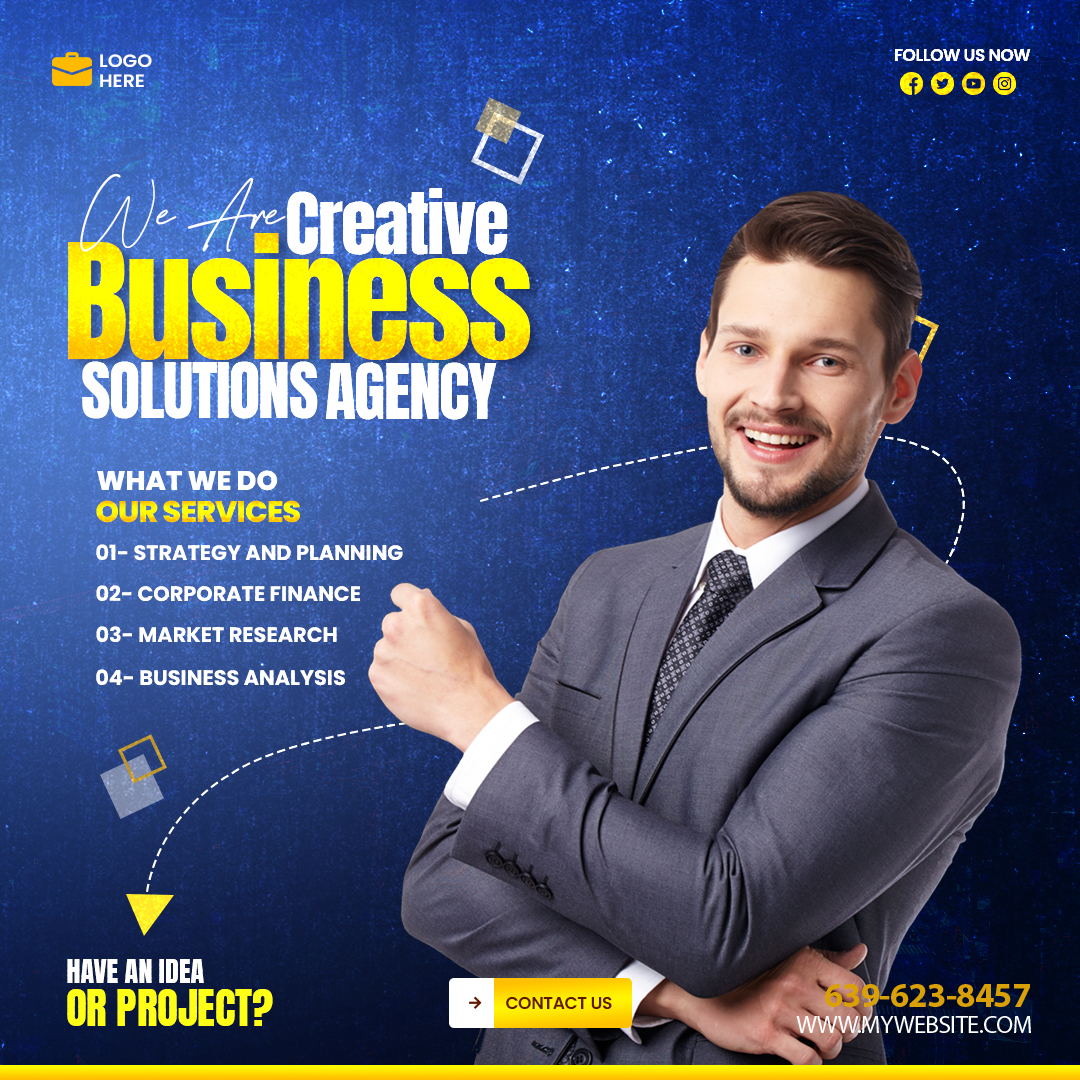 LOGO
HERE
FOLLOW US NOW
We Are Creative
Business
SOLUTIONS AGENCY
WHAT WE DO
OUR SERVICES
01- STRATEGY AND PLANNING
02- CORPORATE FINANCE
03- MARKET RESEARCH
04- BUSINESS ANALYSIS
HAVE AN IDEA
OR PROJECT?
CONTACT US
639-623-8457
WWW.MYWEBSITE.COM